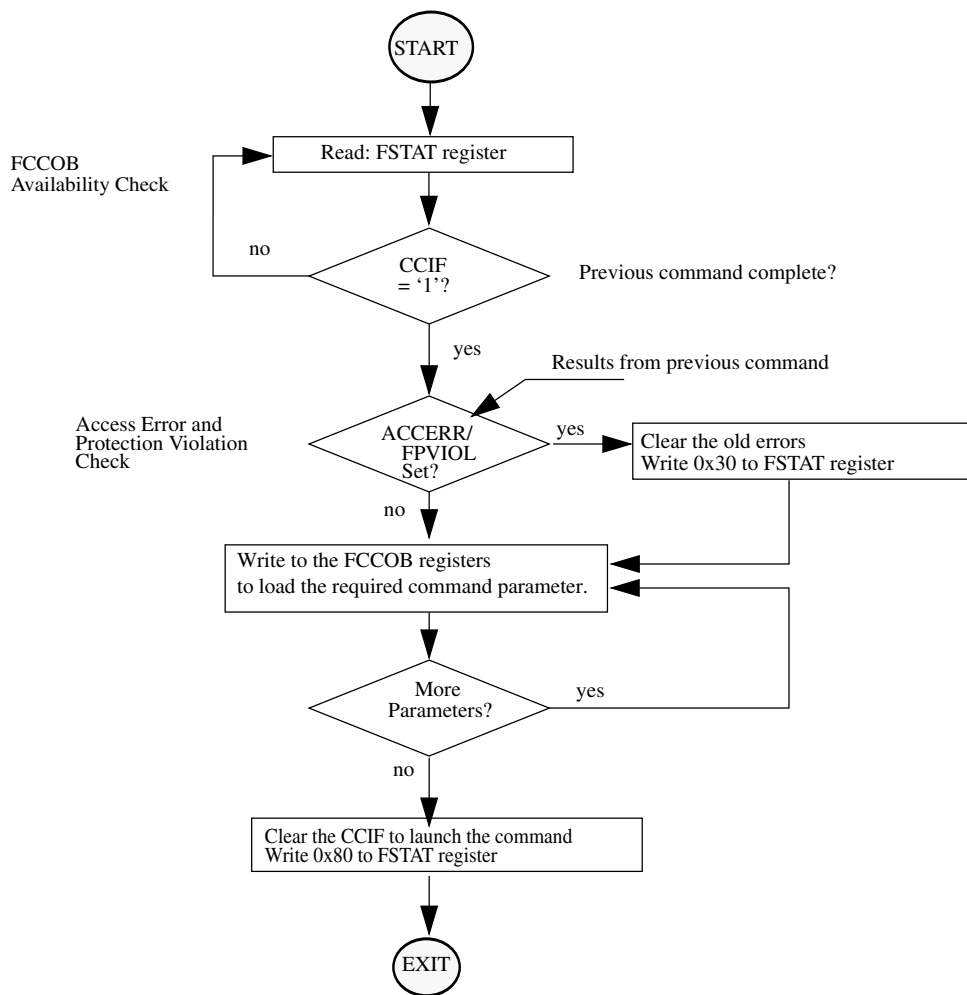 START
Read: FSTAT register
FCCOB
Availability Check
no
CCIF
= ‘1’?
Previous command complete?
yes
Results from previous command
Access Error and
Protection Violation
Check
ACCERR/
FPVIOL
Set?
yes
Clear the old errors
Write 0x30 to FSTAT register
no
Write to the FCCOB registers
to load the required command parameter.
More
Parameters?
yes
no
Clear the CCIF to launch the command
Write 0x80 to FSTAT register
EXIT